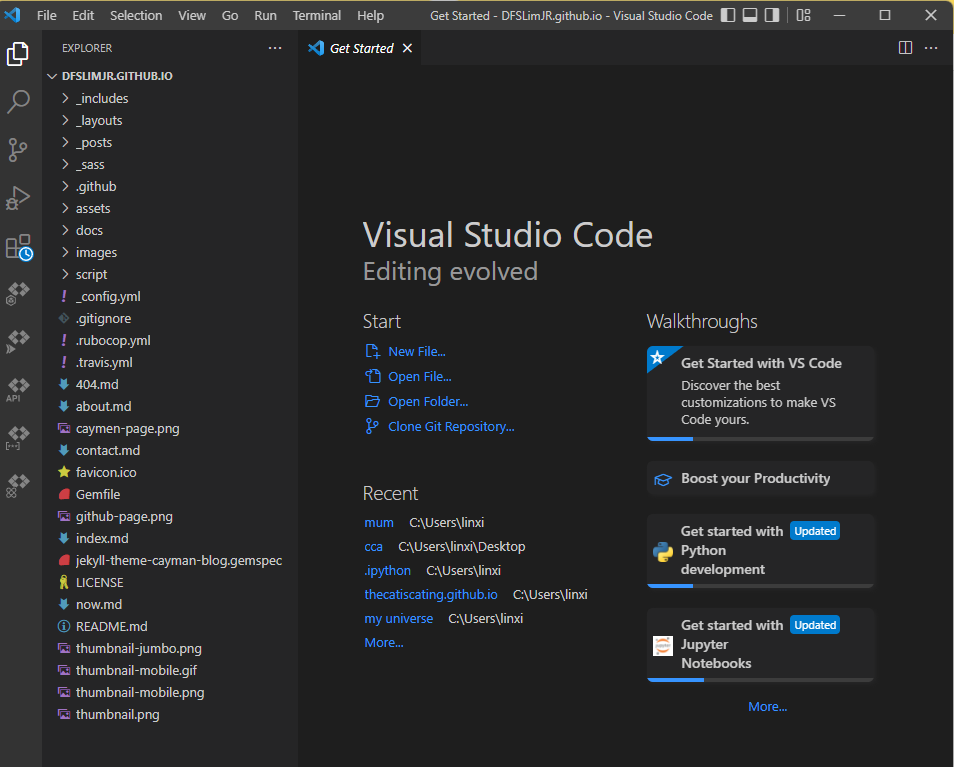 File Edit Selection View Go Run Terminal Help Get Started - DFSLimJR.github.io - Visual Studio Code
EXPLORER
DFSLIMJR.GITHUB.IO
_includes
_layouts
_posts
_sass
.github
assets
docs
images
script
_config.yml
.gitignore
.rubocop.yml
.travis.yml
404.md
about.md
caymen-page.png
contact.md
favicon.ico
Gemfile
github-page.png
index.md
jekyll-theme-cayman-blog.gemspec
LICENSE
now.md
README.md
thumbnail-jumbo.png
thumbnail-mobile.gif
thumbnail-mobile.png
thumbnail.png
API
Get Started
Visual Studio Code
Editing evolved
Start
New File...
Open File...
Open Folder...
Clone Git Repository...
Recent
mum C:\Users\linxi
cca C:\Users\linxi\Desktop
.ipython C:\Users\linxi
thecatiscating.github.io C:\Users\linxi
my universe C:\Users\linxi
More...
Walkthroughs
Get Started with VS Code
Discover the best
customizations to make VS
Code yours.
Boost your Productivity
Get started with Updated
Python
development
Get started with Updated
Jupyter
Notebooks
More...